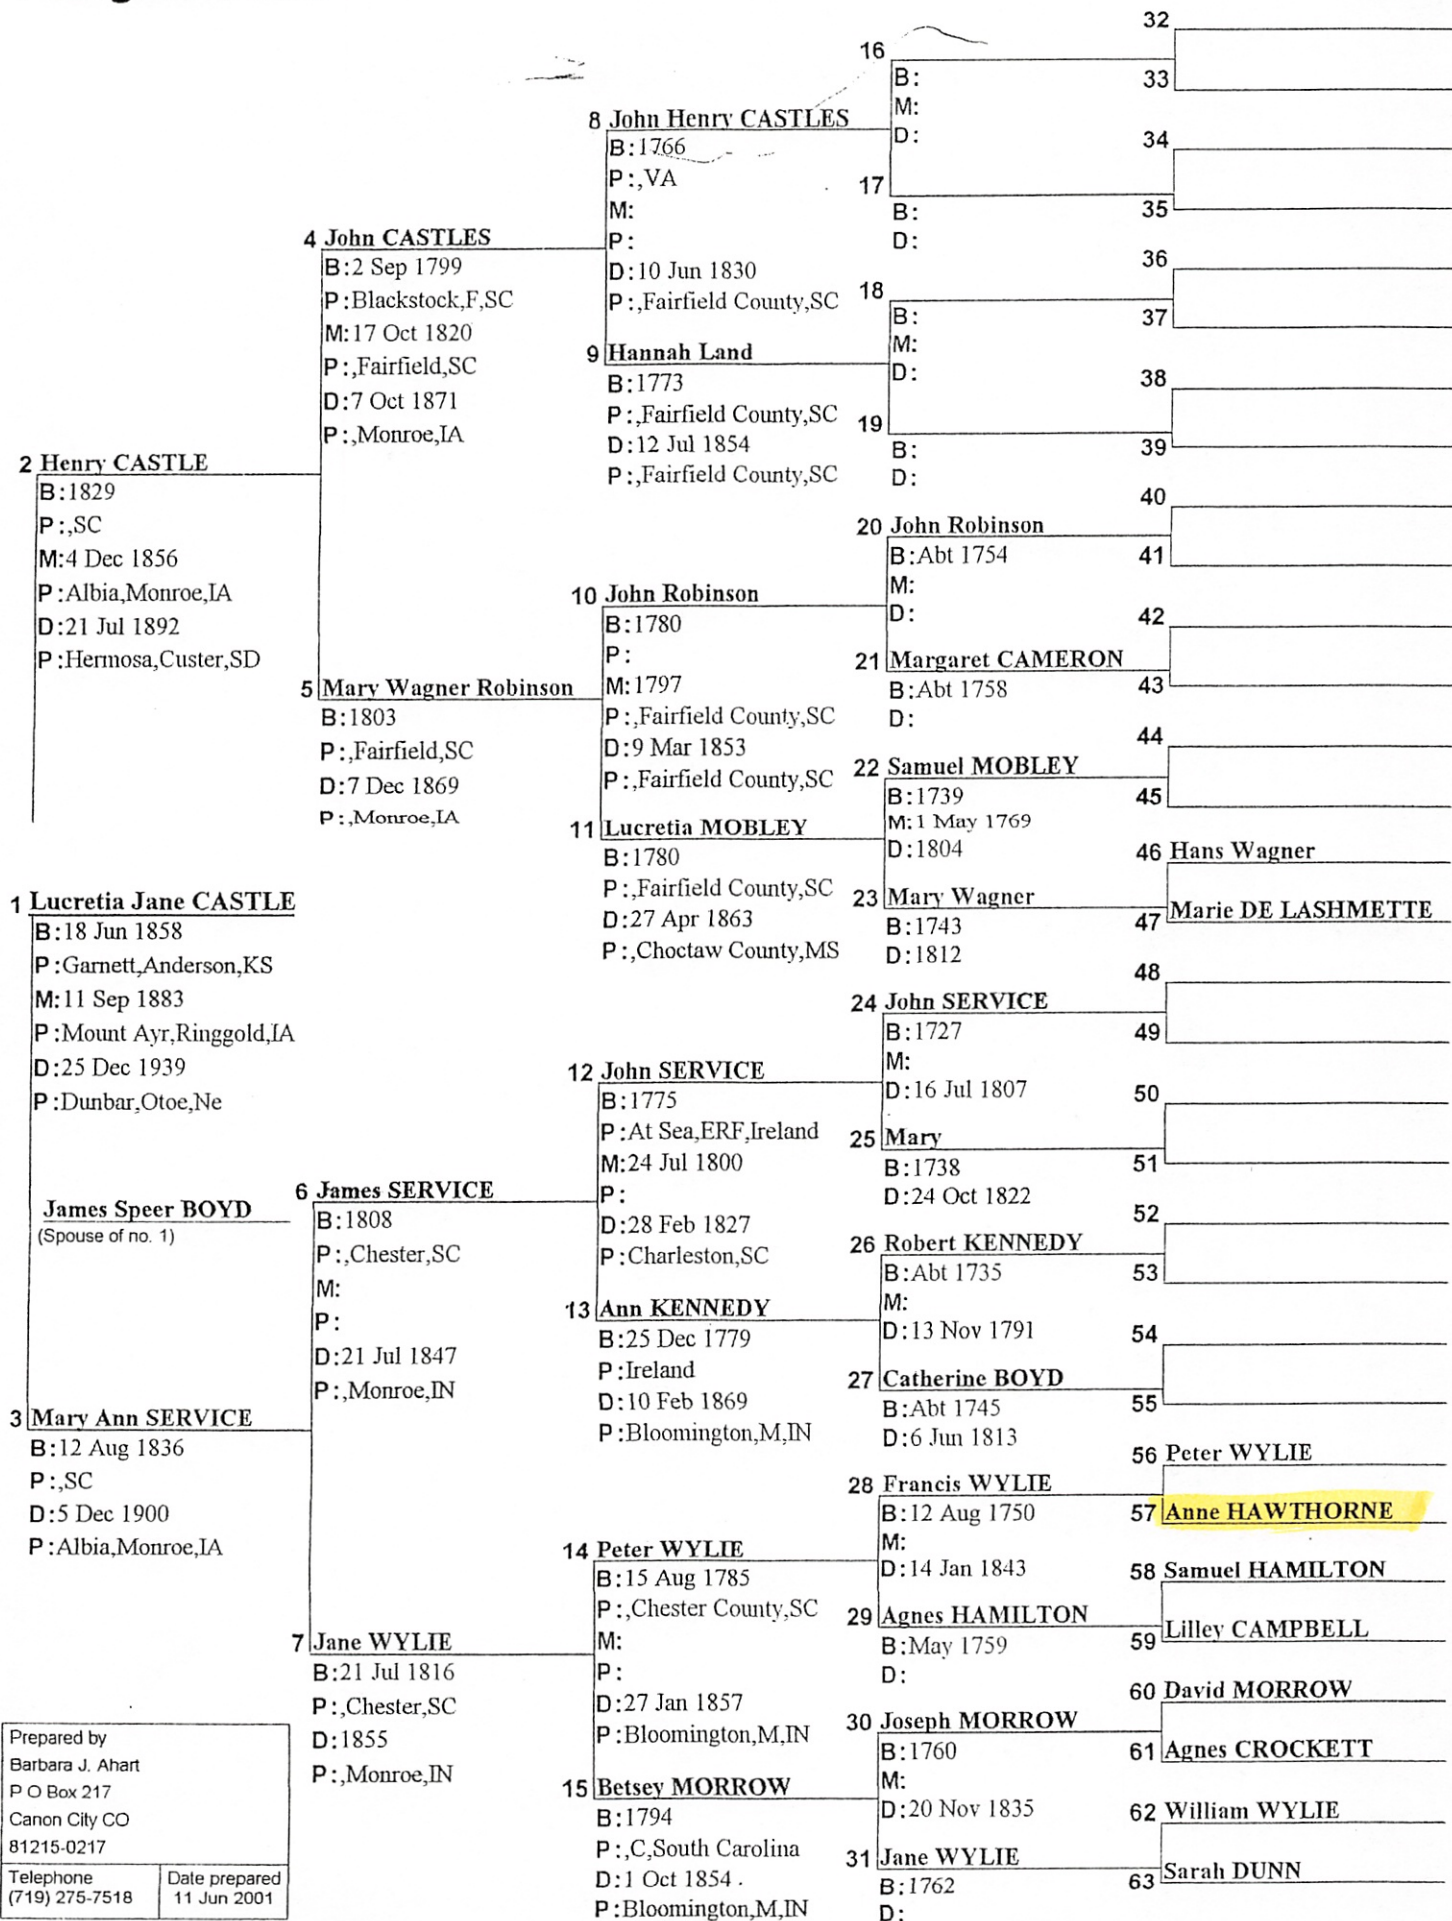 1 Lucretia Jane CASTLE
B:18 Jun 1858
P:Garnett,Anderson,KS
M:11 Sep 1883
P:Mount Ayr,Ringgold,IA
D:25 Dec 1939
P:Dunbar,Otoe,Ne
James Speer BOYD
(Spouse of no. 1)
2 Henry CASTLE
B:1829
P:,SC
M:4 Dec 1856
P:Albia,Monroe,IA
D:21 Jul 1892
P:Hermosa,Custer,SD
3 Mary Ann SERVICE
B:12 Aug 1836
P:,SC
D:5 Dec 1900
P:Albia,Monroe,IA
4 John CASTLES
B:2 Sep 1799
P:Blackstock,F,SC
M:17 Oct 1820
P:,Fairfield,SC
D:7 Oct 1871
P:,Monroe,IA
5 Mary Wagner Robinson
B:1803
P:,Fairfield,SC
D:7 Dec 1869
P:,Monroe,IA
6 James SERVICE
B:1808
P:,Chester,SC
M:
P:
D:21 Jul 1847
P:,Monroe,IN
7 Jane WYLIE
B:21 Jul 1816
P:,Chester,SC
D:1855
P:,Monroe,IN
8 John Henry CASTLES
B:1766
P:,VA
M:
P:
D:10 Jun 1830
P:,Fairfield County,SC
9 Hannah Land
B:1773
P:,Fairfield County,SC
D:12 Jul 1854
P:,Fairfield County,SC
10 John Robinson
B:1780
P:
M:1797
P:,Fairfield County,SC
D:9 Mar 1853
P:,Fairfield County,SC
11 Lucretia MOBLEY
B:1780
P:,Fairfield County,SC
D:27 Apr 1863
P:,Choctaw County,MS
12 John SERVICE
B:1775
P:At Sea,ERF,Ireland
M:24 Jul 1800
P:
D:28 Feb 1827
P:Charleston,SC
13 Ann KENNEDY
B:25 Dec 1779
P:Ireland
D:10 Feb 1869
P:Bloomington,M,IN
14 Peter WYLIE
B:15 Aug 1785
P:,Chester County,SC
M:
P:
D:27 Jan 1857
P:Bloomington,M,IN
15 Betsey MORROW
B:1794
P:,C,South Carolina
D:1 Oct 1854
P:Bloomington,M,IN
16
B:
M:
D:
17
B:
D:
18
B:
M:
D:
19
B:
D:
20 John Robinson
B:Abt 1754
M:
D:
21 Margaret CAMERON
B:Abt 1758
D:
22 Samuel MOBLEY
B:1739
M:1 May 1769
D:1804
23 Mary Wagner
B:1743
D:1812
24 John SERVICE
B:1727
M:
D:16 Jul 1807
25 Mary
B:1738
D:24 Oct 1822
26 Robert KENNEDY
B:Abt 1735
M:
D:13 Nov 1791
27 Catherine BOYD
B:Abt 1745
D:6 Jun 1813
28 Francis WYLIE
B:12 Aug 1750
M:
D:14 Jan 1843
29 Agnes HAMILTON
B:May 1759
D:
30 Joseph MORROW
B:1760
M:
D:20 Nov 1835
31 Jane WYLIE
B:1762
D:
32
33
34
35
36
37
38
39
40
41
42
43
44
45
46 Hans Wagner
47 Marie DE LASHMETTE
48
49
50
51
52
53
54
55
56 Peter WYLIE
57 Anne HAWTHORNE
58 Samuel HAMILTON
59 Lilley CAMPBELL
60 David MORROW
61 Agnes CROCKETT
62 William WYLIE
63 Sarah DUNN
Prepared by
Barbara J. Ahart
P O Box 217
Canon City CO
81215-0217
Telephone
(719) 275-7518
Date prepared
11 Jun 2001